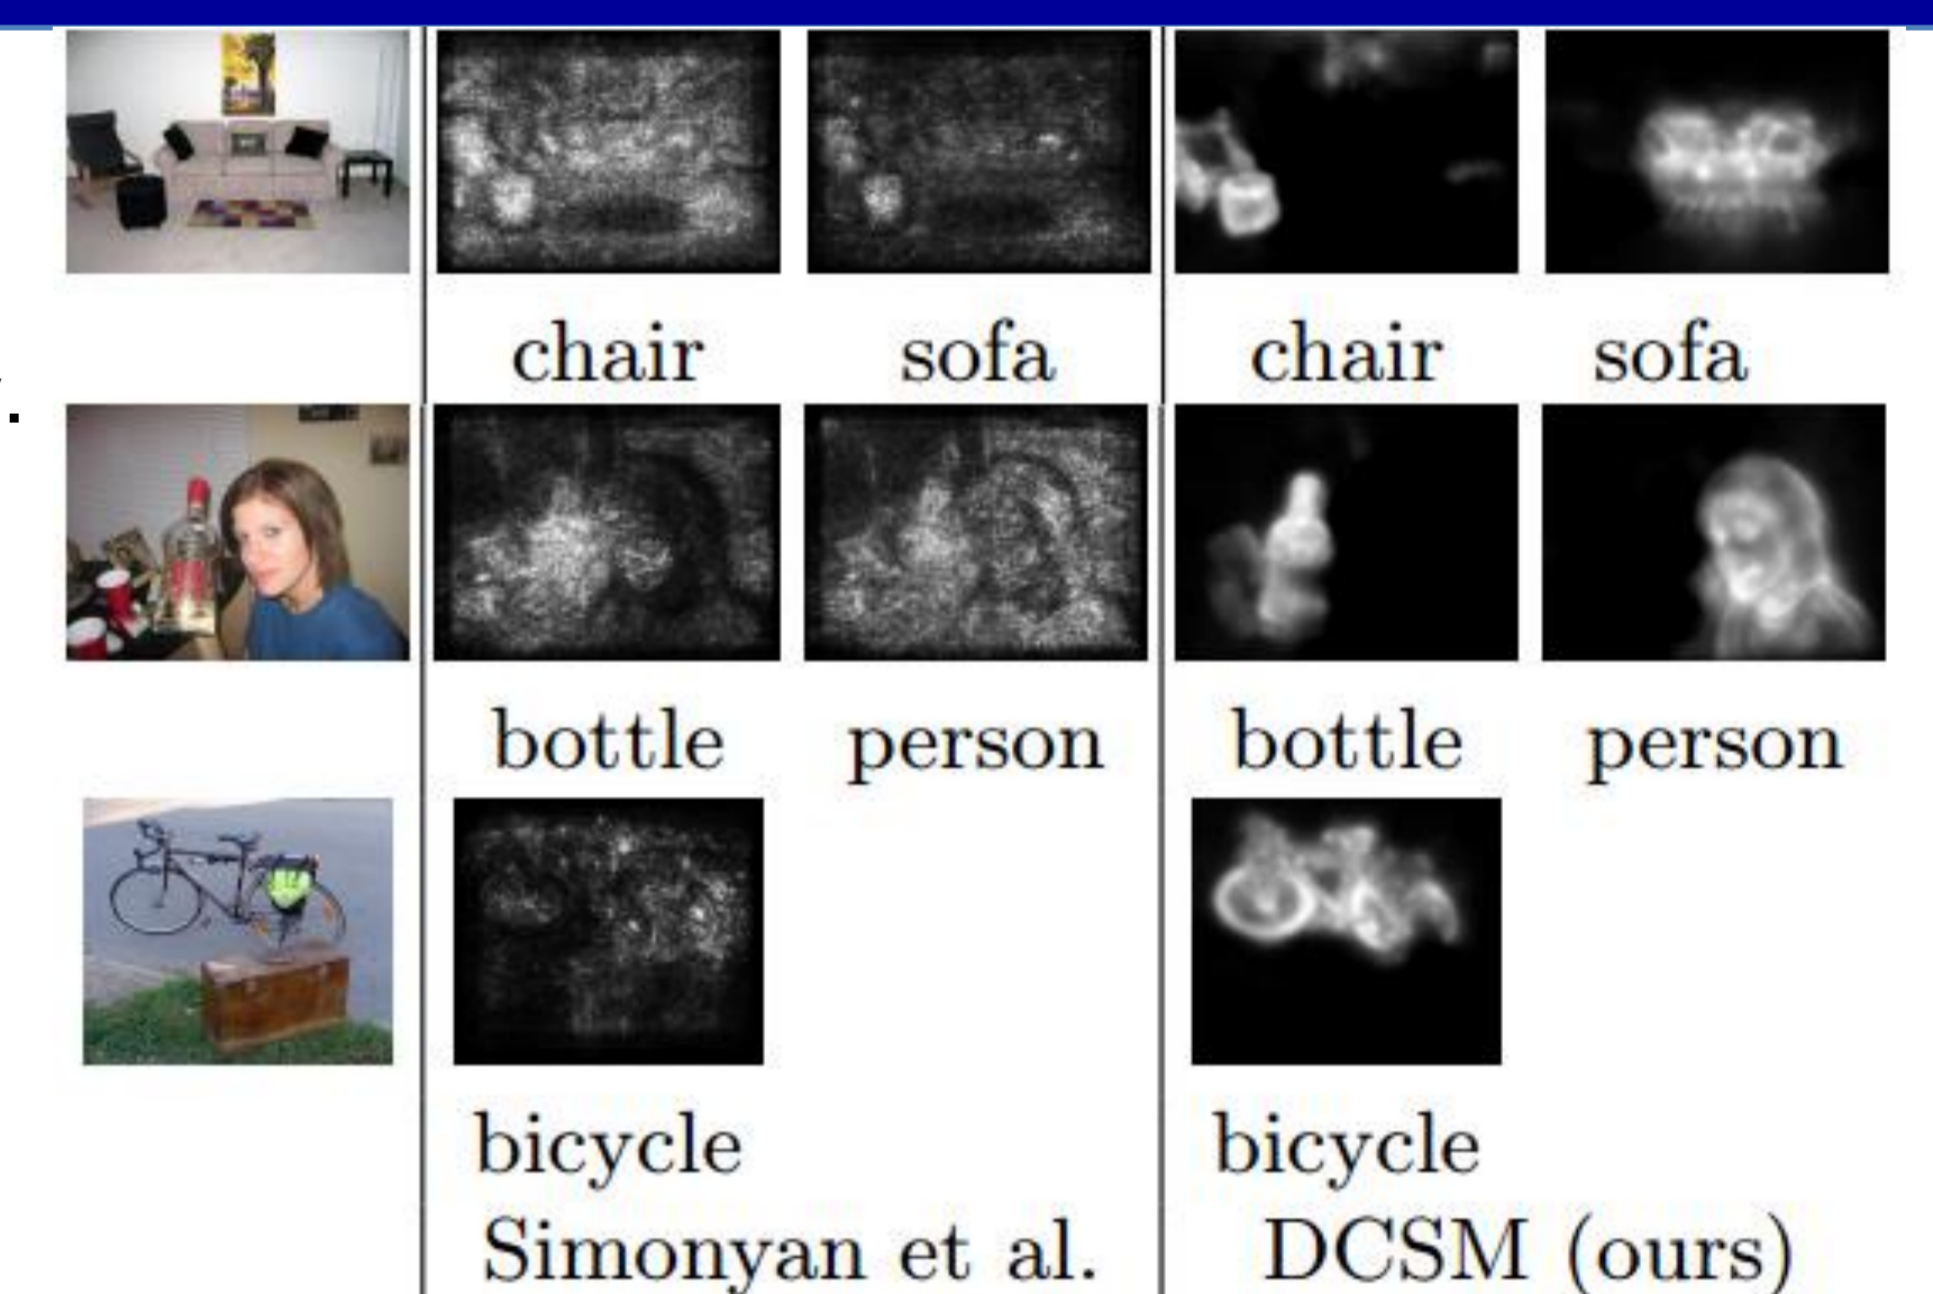 chair sofa chair sofa
.
bottle person bottle person
bicycle bicycle
Simonyan et al. DCSM (ours)